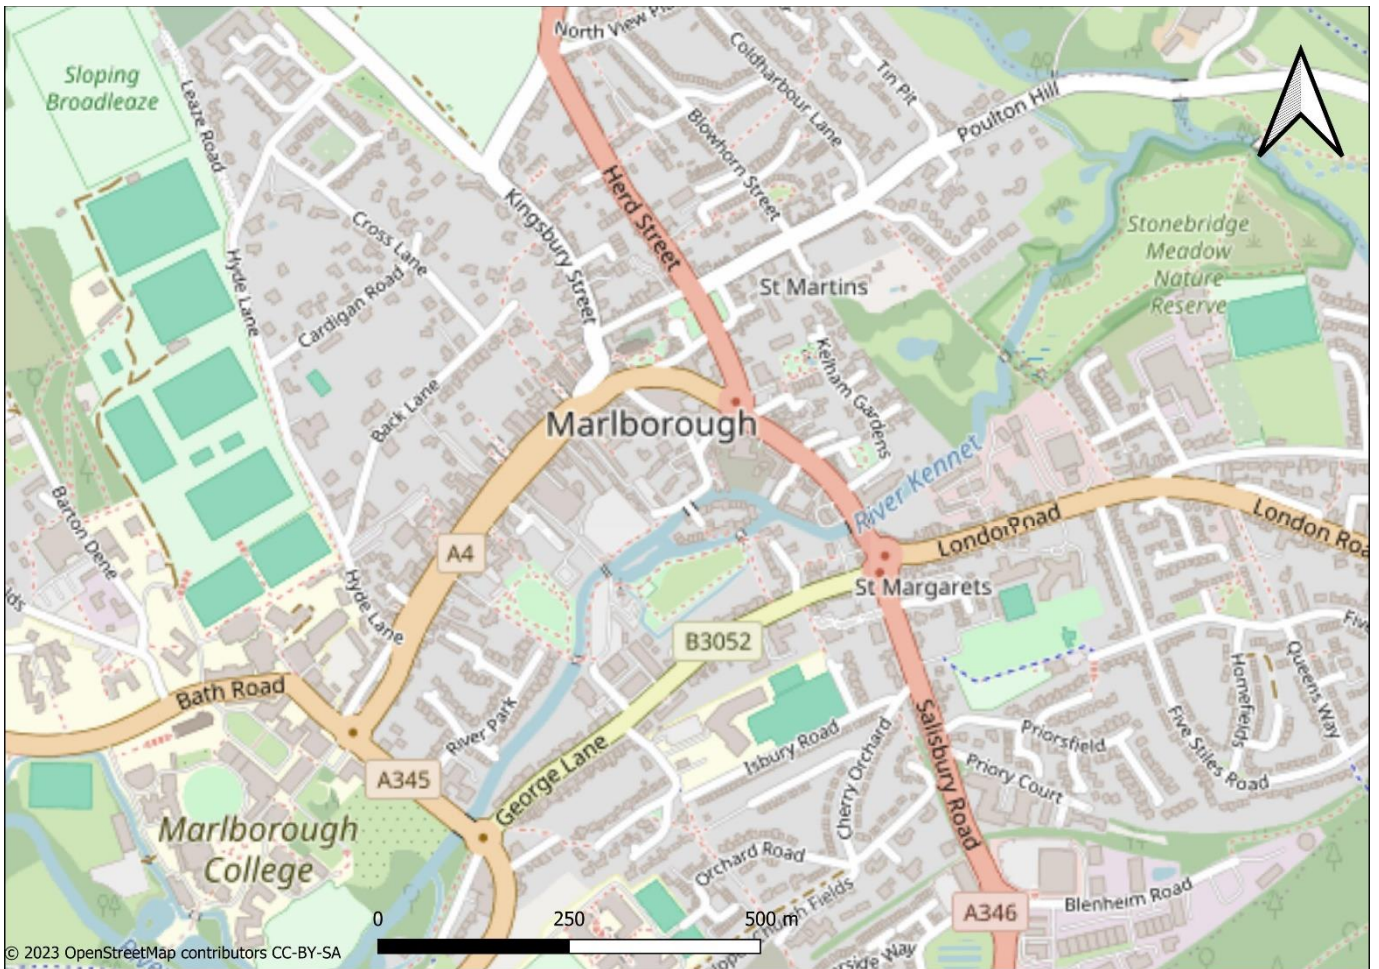 North View Pl
Sloping
Broadleaze
Leaze Road
Coldharbour Lane
Tin Pit
Poulton Hill
Blowhorn Street
Herd Street
Kingsbury Street
Cross Lane
Hyde Lane
Cardigan Road
Stonebridge
Meadow
Nature
Reserve
St Martins
Kelham Gardens
Back Lane
Marlborough
River Kennet
London Road
London Roa
Barton Dene
A4
Hyde Lane
St Margarets
B3052
Bath Road
River Park
George Lane
A345
Isbury Road
Cherry Orchard
Salisbury Road
Priorsfield
Priory Court
Five Stiles Road
Homefields
Queens Way
Five
Marlborough
College
Orchard Road
Fields
Blenheim Road
A346
0 250 500 m
© 2023 OpenStreetMap contributors CC-BY-SA